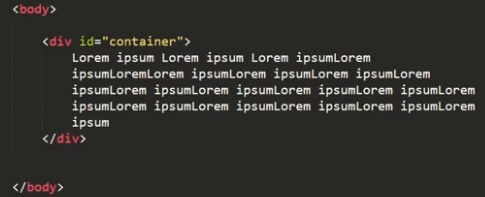 <body>
<div id="container">
Lorem ipsum Lorem ipsum Lorem ipsumLorem
ipsumLoremLorem ipsumLorem ipsumLorem ipsumLorem
ipsumLorem ipsumLorem ipsumLorem ipsumLorem ipsumLorem
ipsumLorem ipsumLorem ipsumLorem ipsumLorem ipsumLorem
ipsum
</div>
</body>